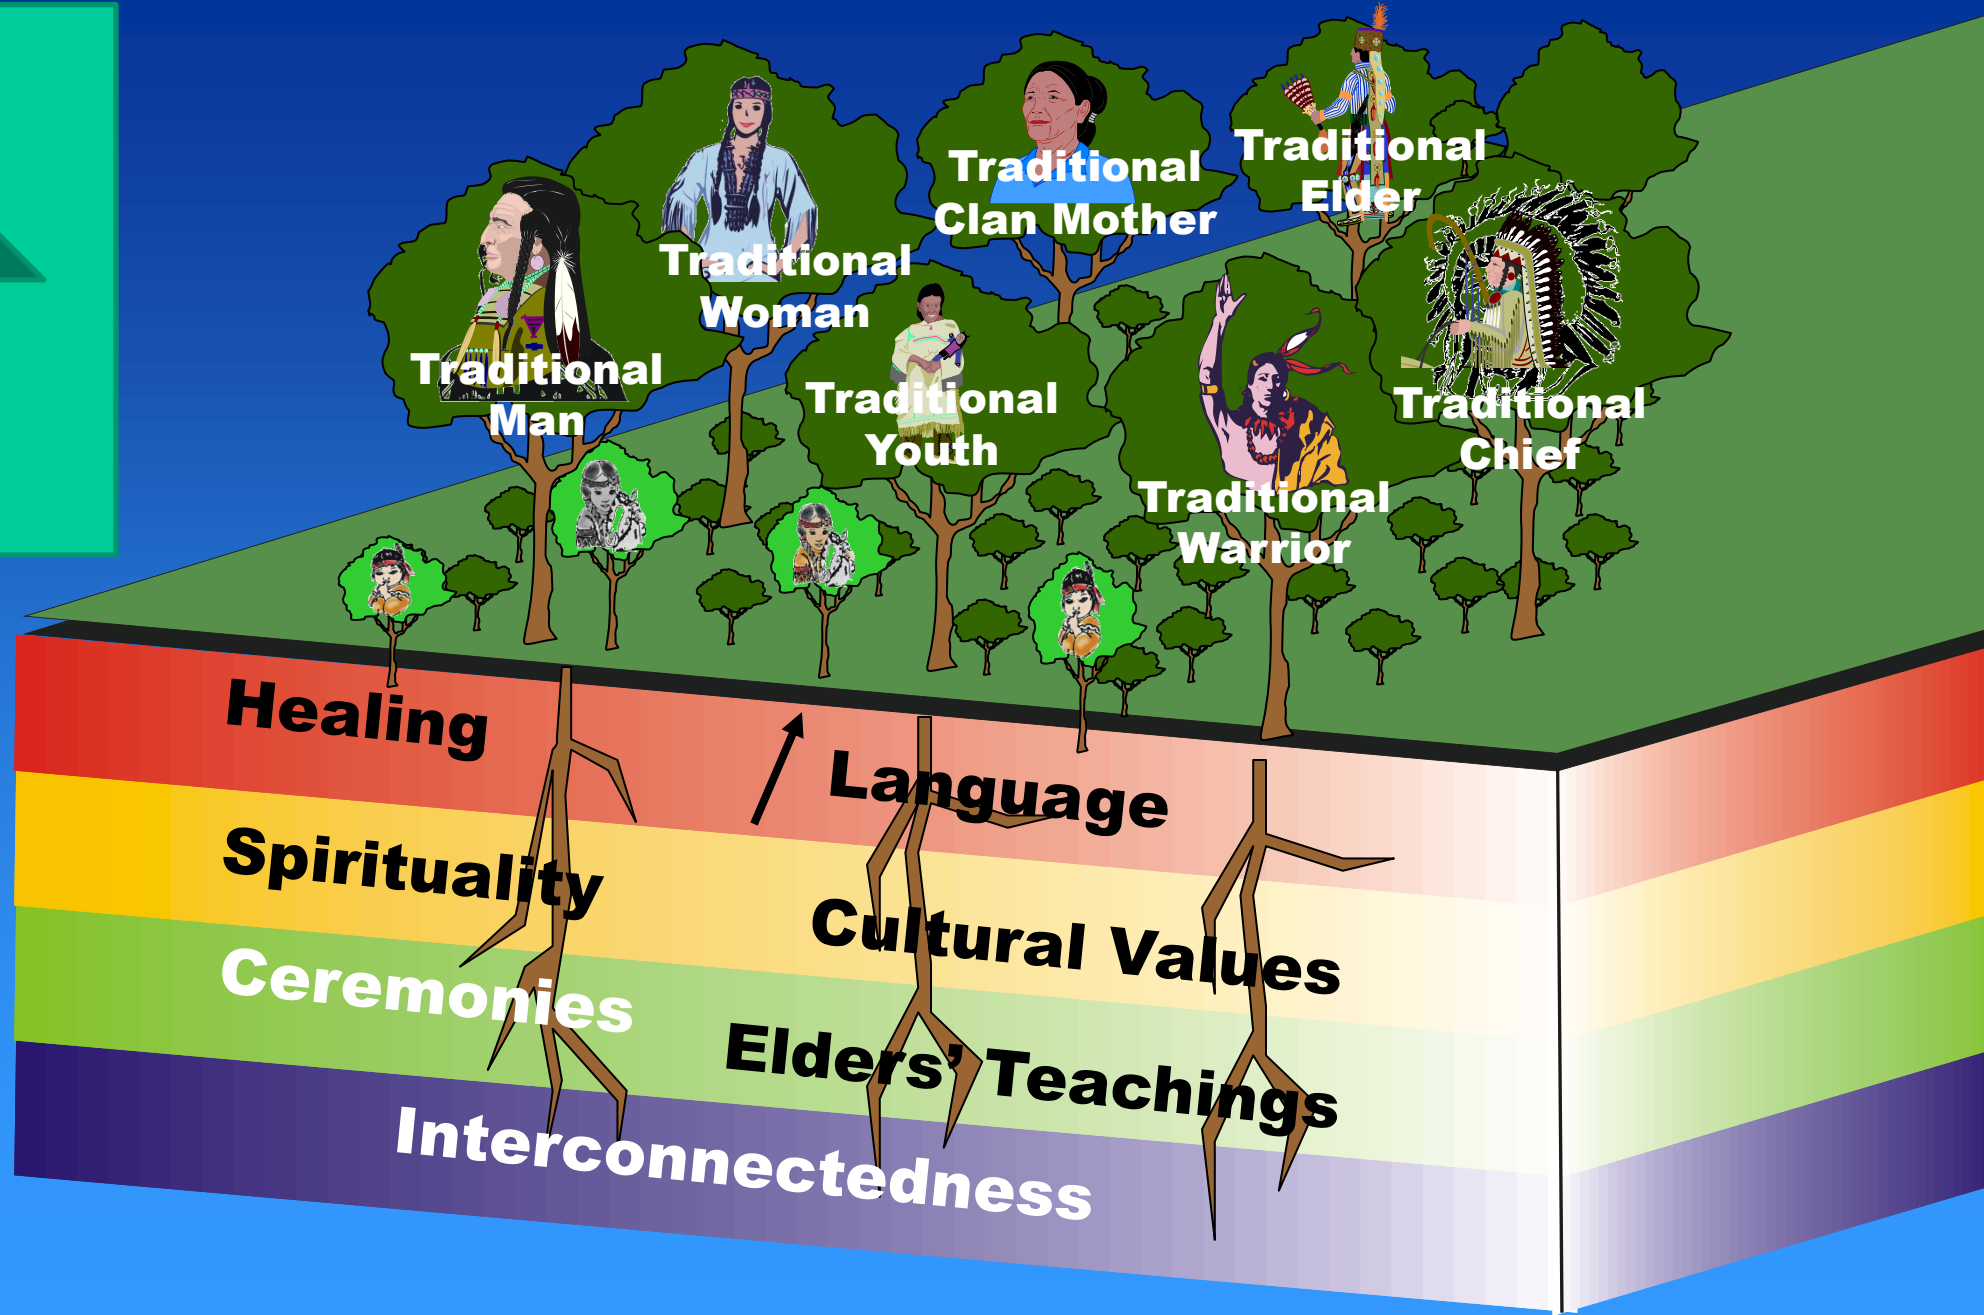 Traditional
Elder
Traditional
Clan Mother
Traditional
Woman
Traditional
Man
Traditional
Youth
Traditional
Chief
Traditional
Warrior
Healing
Language
Spirituality
Cultural Values
Ceremonies
Elders’ Teachings
Interconnectedness